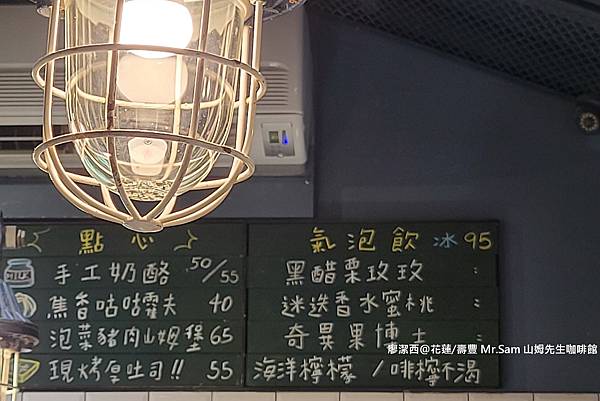 點心
手工奶酪 50/55
MILK
焦香咕咕霍夫 40
泡菜豬肉山姆堡 65
現烤厚吐司!! 55
氣泡飲 冰 95
黑醋栗玫玫 :
迷迭香水蜜桃 :
奇異果博士 :
海洋檸檬 / 啡檸不渴
廖潔西@花蓮/壽豐 Mr.Sam 山姆先生咖啡館